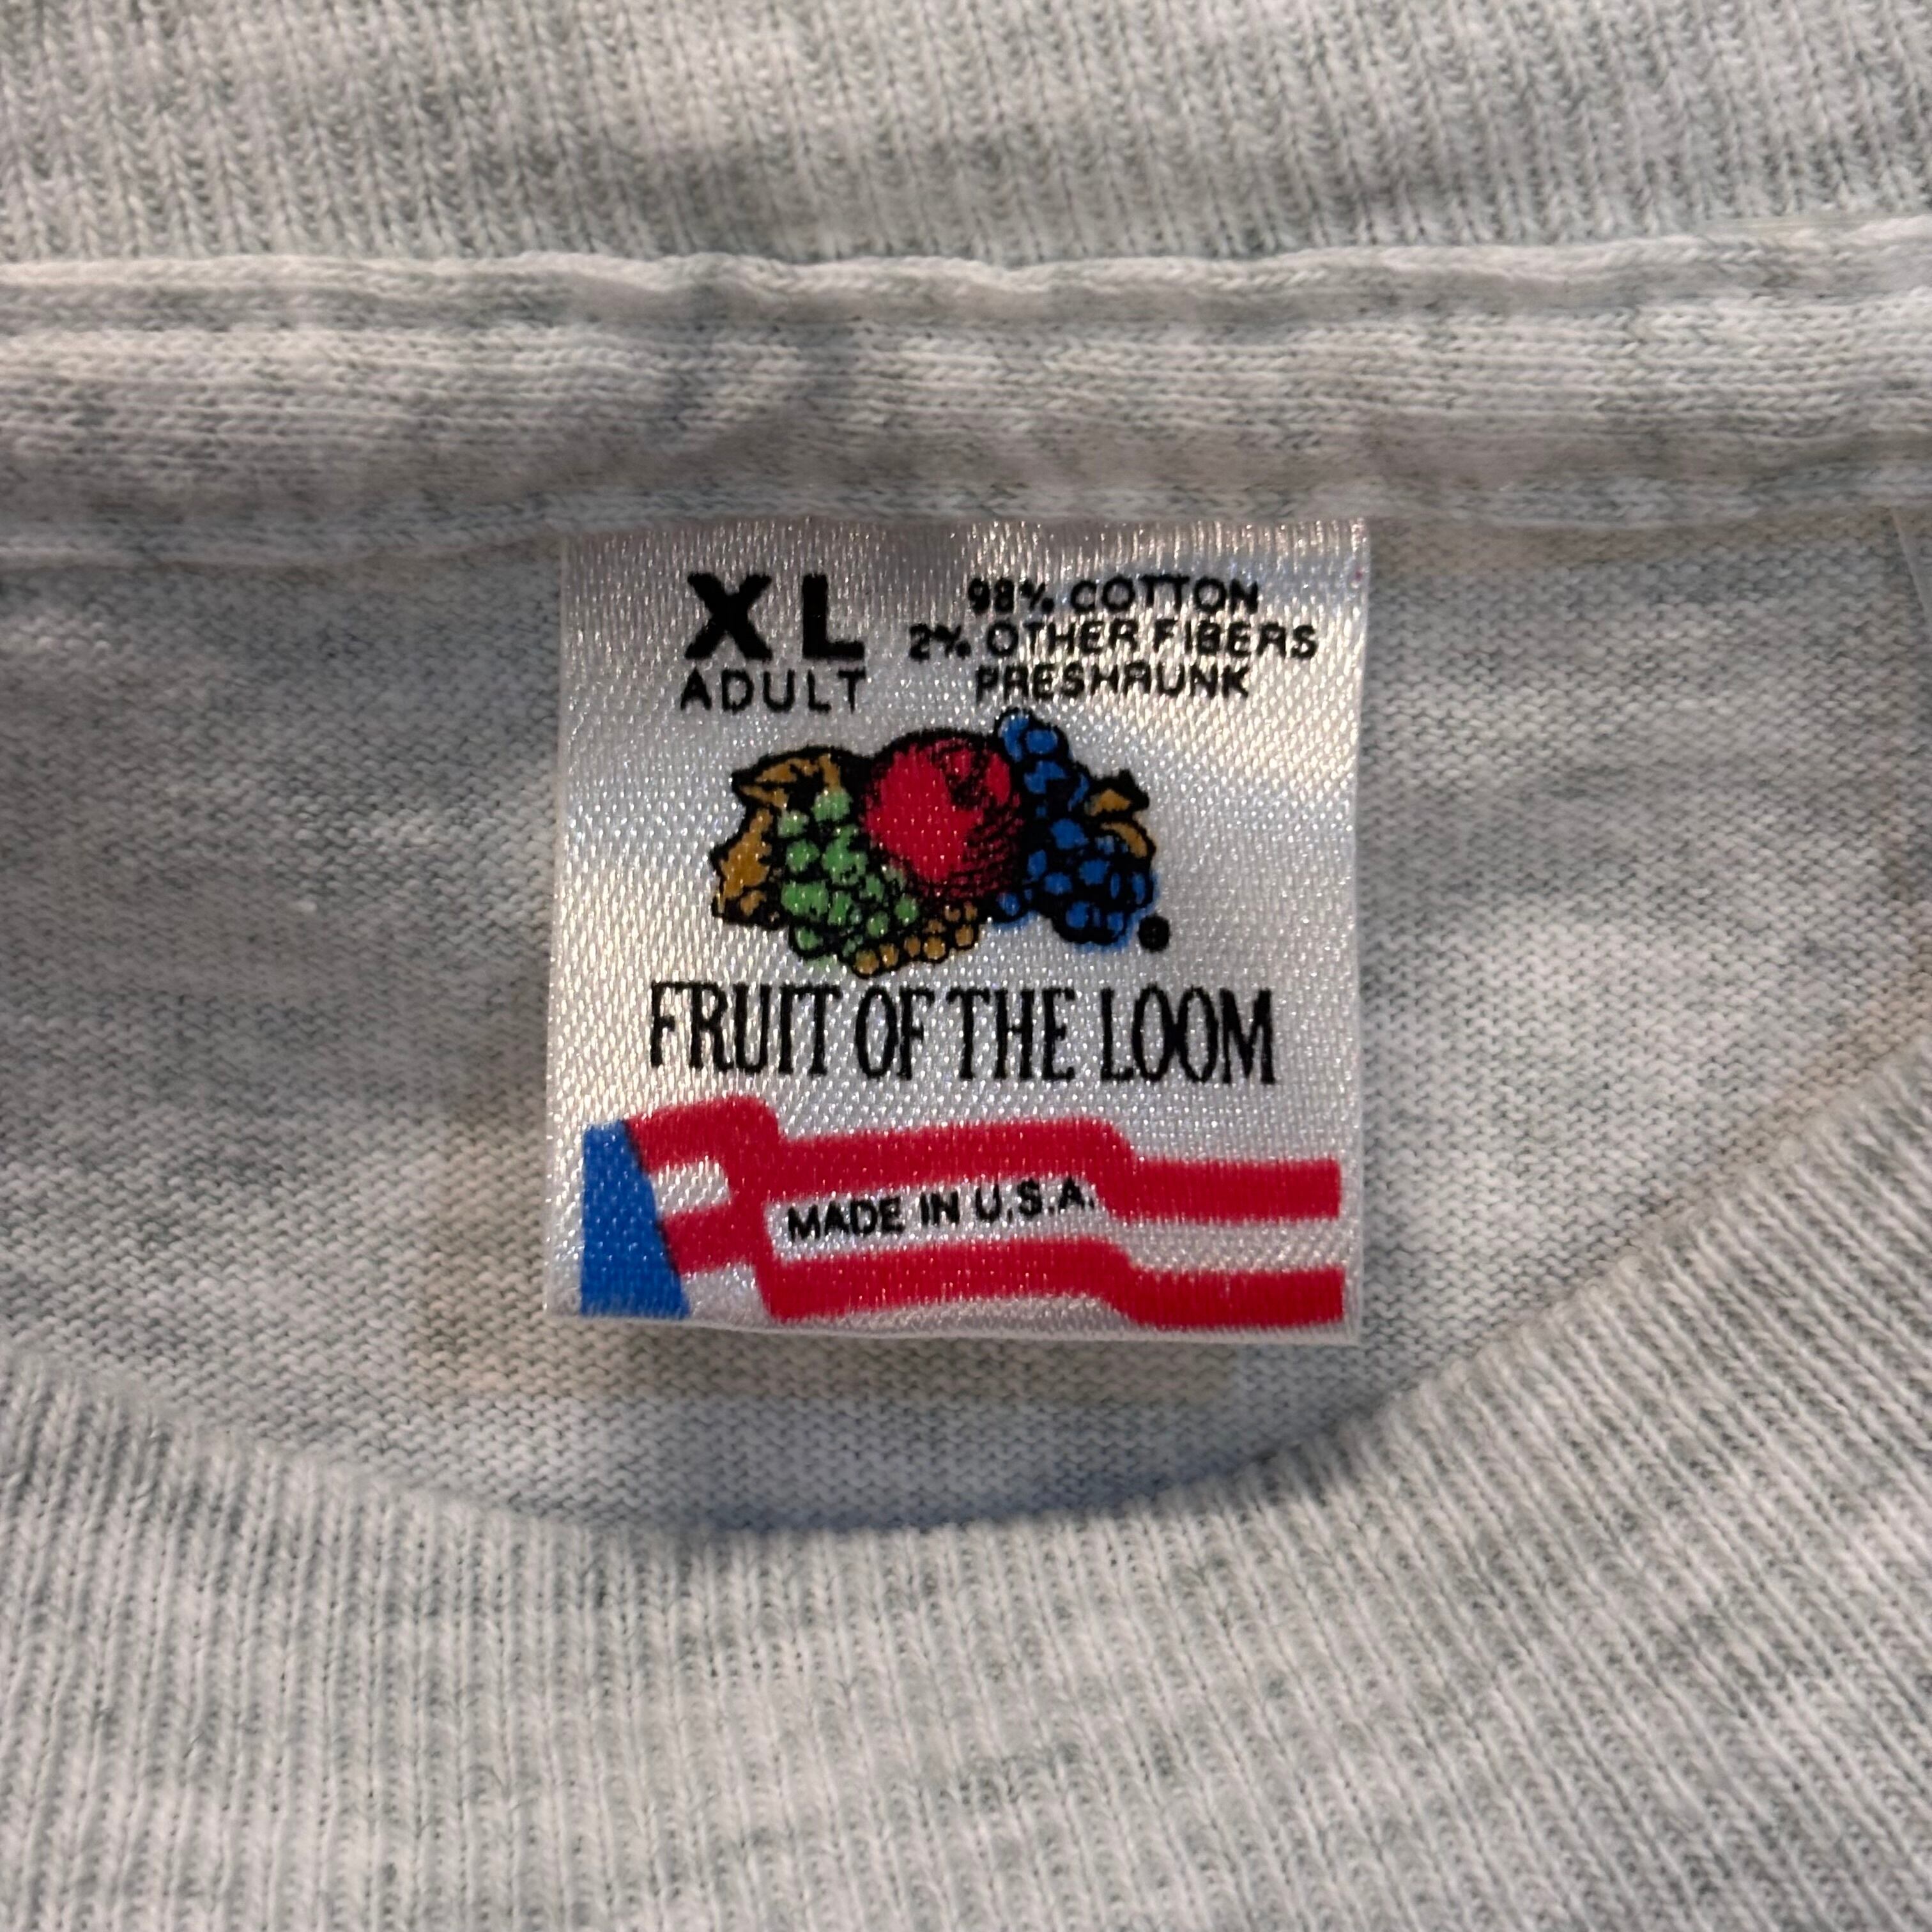 XL
ADULT
98% COTTON
2% OTHER FIBERS
PRESHRUNK
FRUIT OF THE LOOM
MADE IN U.S.A.